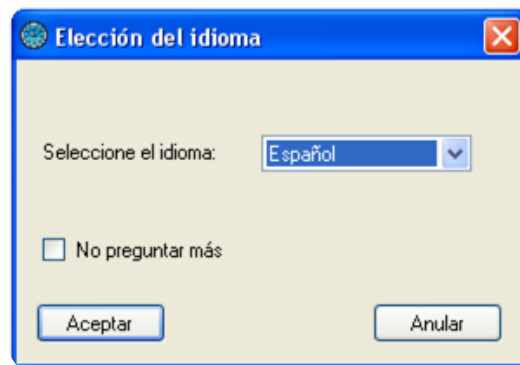 Elección del idioma
Seleccione el idioma: Español
No preguntar más
Aceptar Anular